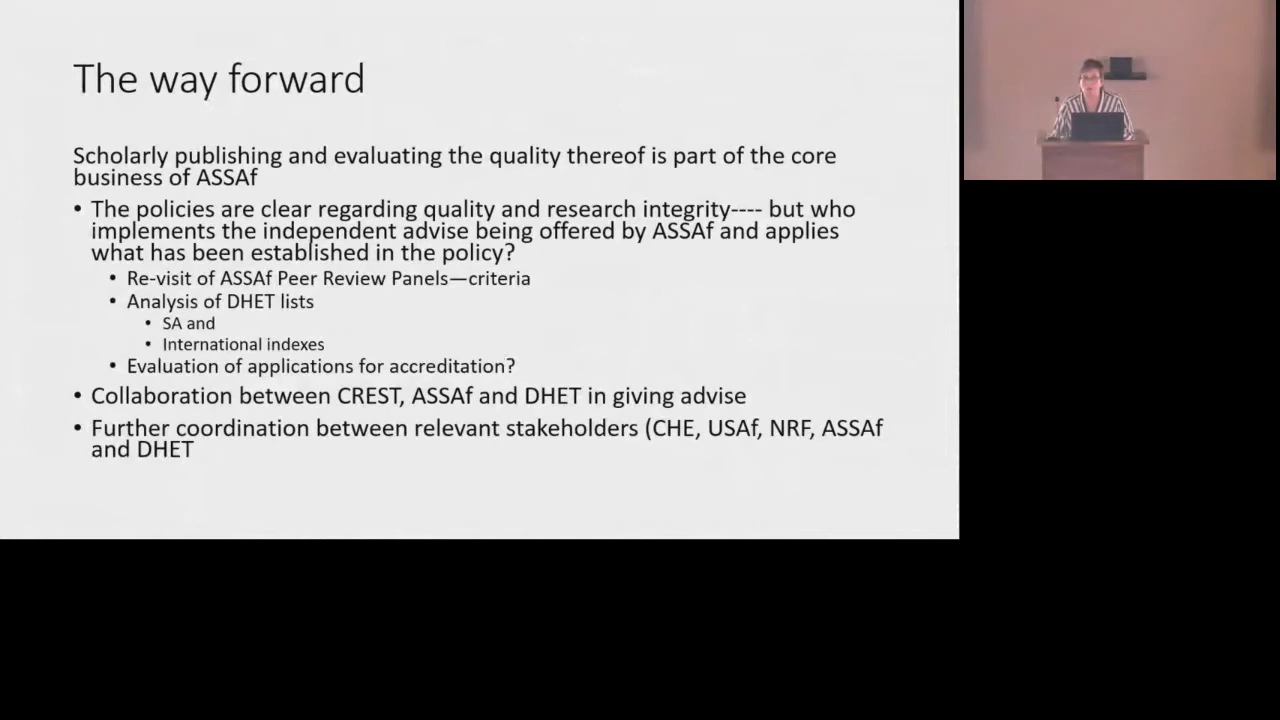 The way forward
Scholarly publishing and evaluating the quality thereof is part of the core
business of ASSAf
• The policies are clear regarding quality and research integrity---- but who
implements the independent advise being offered by ASSAf and applies
what has been established in the policy?
• Re-visit of ASSAf Peer Review Panels—criteria
• Analysis of DHET lists
• SA and
• International indexes
• Evaluation of applications for accreditation?
• Collaboration between CREST, ASSAf and DHET in giving advise
• Further coordination between relevant stakeholders (CHE, USAf, NRF, ASSAf
and DHET